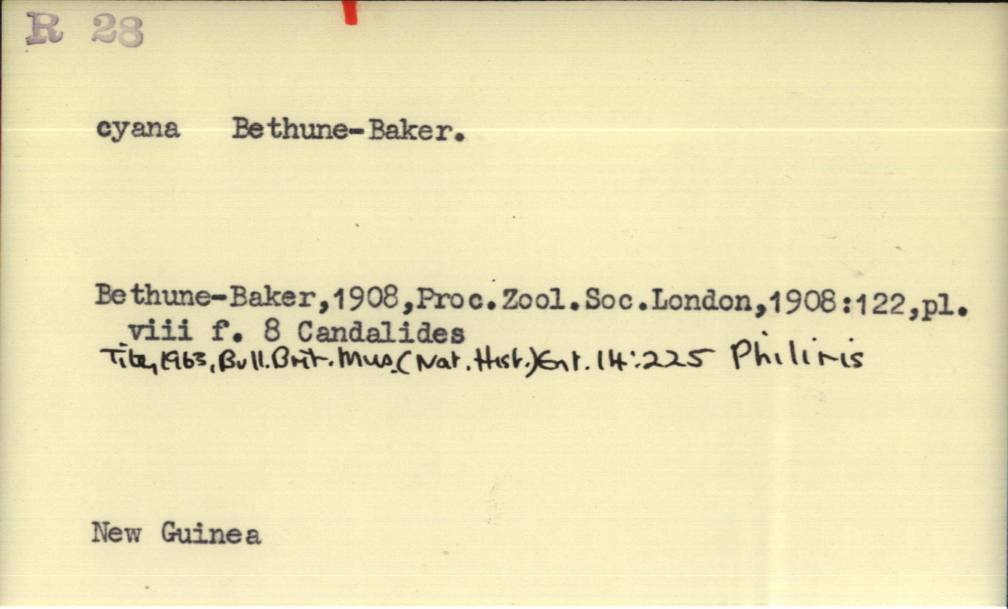 R 28
cyana Bethune-Baker.
Bethune-Baker,1908,Proc.Zool.Soc.London,1908:122,pl.
viii f. 8 Candalides
Tite, 1963, Bull. Brit. Mus. (Nat. Hist.) Ent. 14:225 Philiris
New Guinea